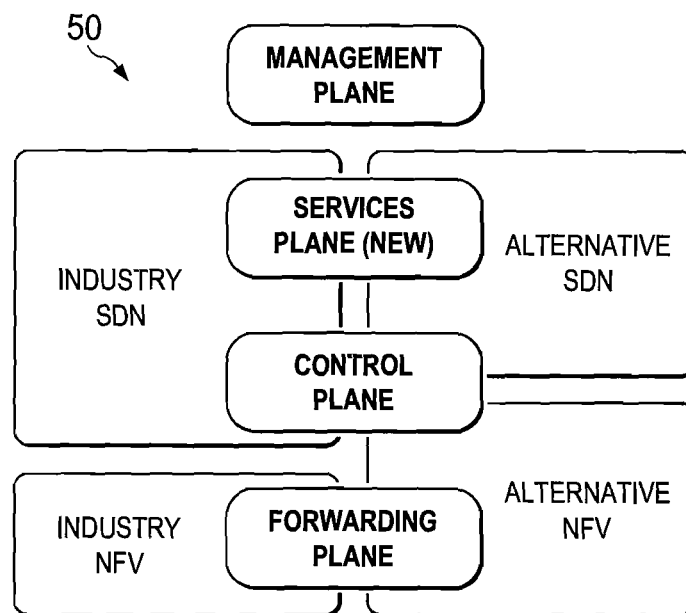 50
MANAGEMENT
PLANE
SERVICES
PLANE (NEW)
INDUSTRY
SDN
ALTERNATIVE
SDN
CONTROL
PLANE
INDUSTRY
NFV
FORWARDING
PLANE
ALTERNATIVE
NFV